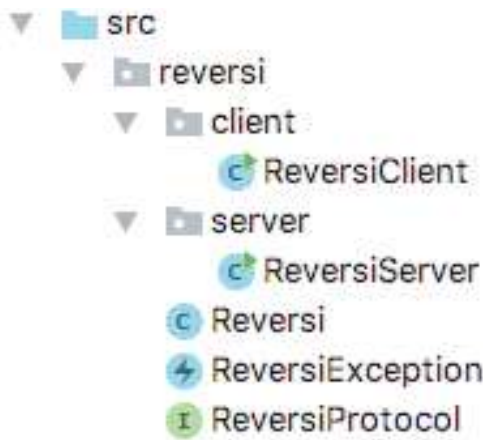 src
reversi
client
ReversiClient
server
ReversiServer
Reversi
ReversiException
ReversiProtocol